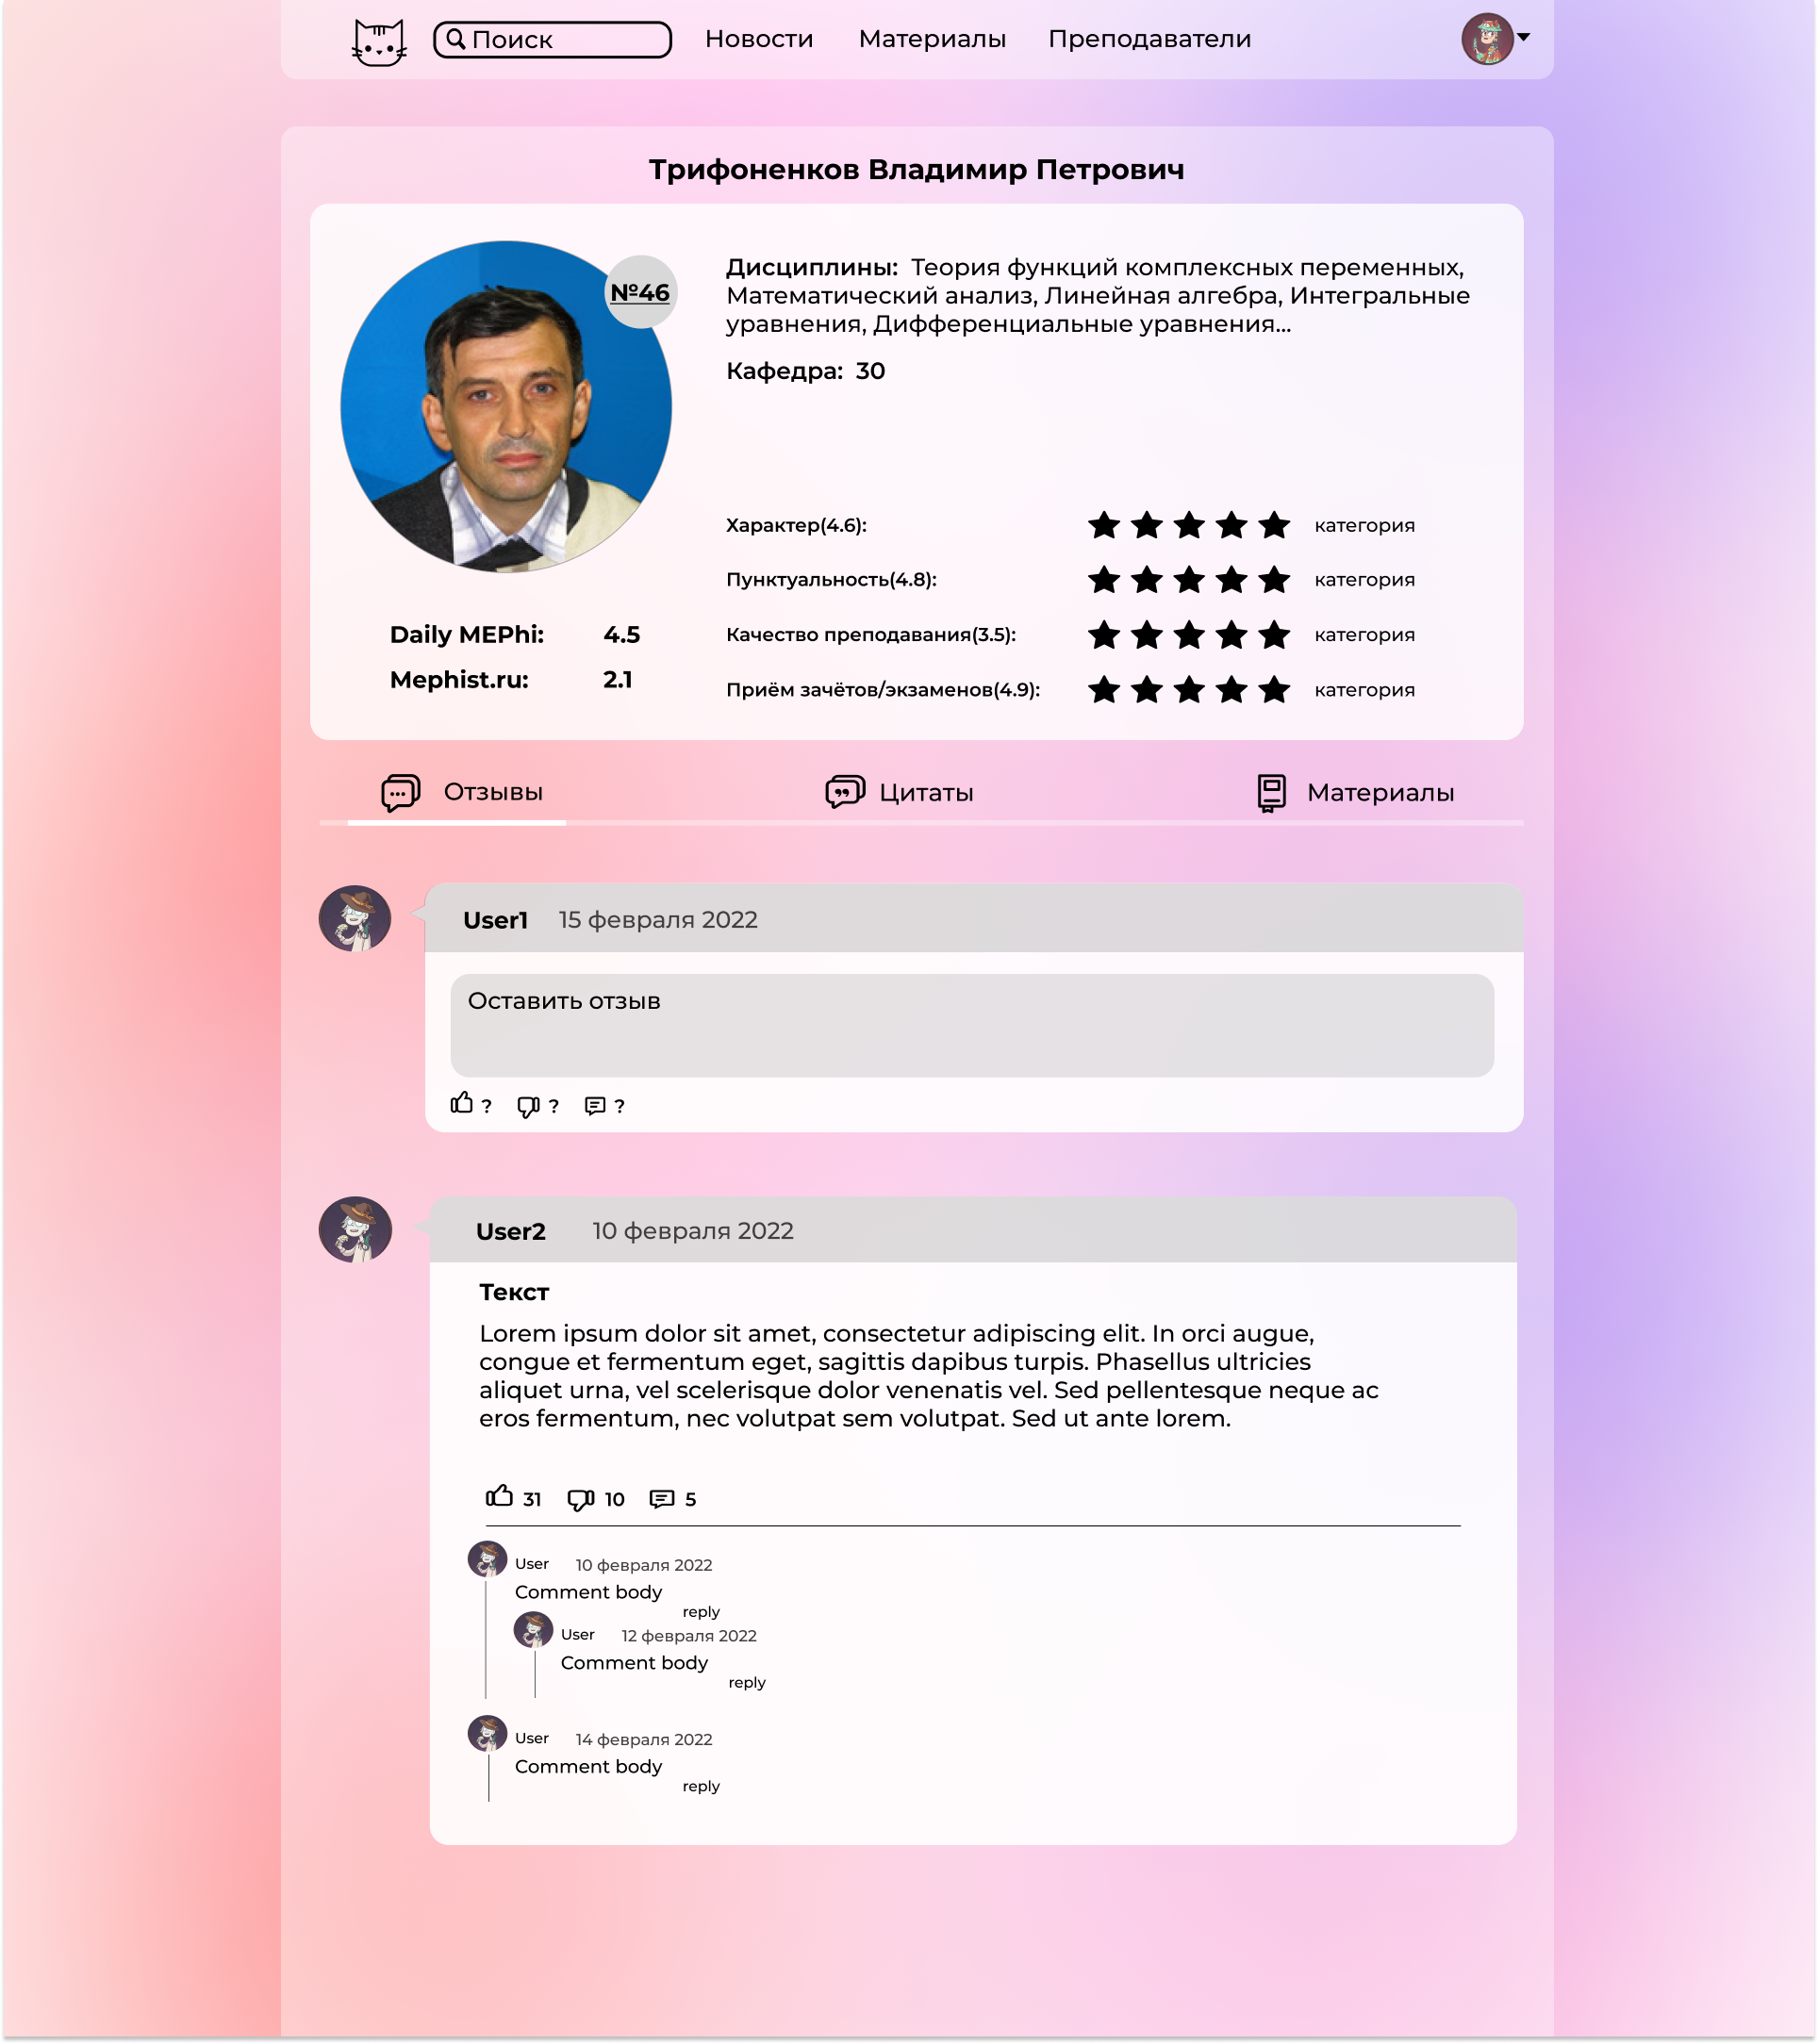 Поиск
Новости
Материалы
Преподаватели
Трифоненков Владимир Петрович
№46
Дисциплины: Теория функций комплексных переменных,
Математический анализ, Линейная алгебра, Интегральные
уравнения, Дифференциальные уравнения...
Кафедра: 30
Daily MEPhi: 4.5
Mephist.ru: 2.1
Характер(4.6): категория
Пунктуальность(4.8): категория
Качество преподавания(3.5): категория
Приём зачётов/экзаменов(4.9): категория
Отзывы
Цитаты
Материалы
User1 15 февраля 2022
Оставить отзыв
? ? ?
User2 10 февраля 2022
Текст
Lorem ipsum dolor sit amet, consectetur adipiscing elit. In orci augue,
congue et fermentum eget, sagittis dapibus turpis. Phasellus ultricies
aliquet urna, vel scelerisque dolor venenatis vel. Sed pellentesque neque ac
eros fermentum, nec volutpat sem volutpat. Sed ut ante lorem.
31 10 5
User 10 февраля 2022
Comment body
reply
User 12 февраля 2022
Comment body
reply
User 14 февраля 2022
Comment body
reply